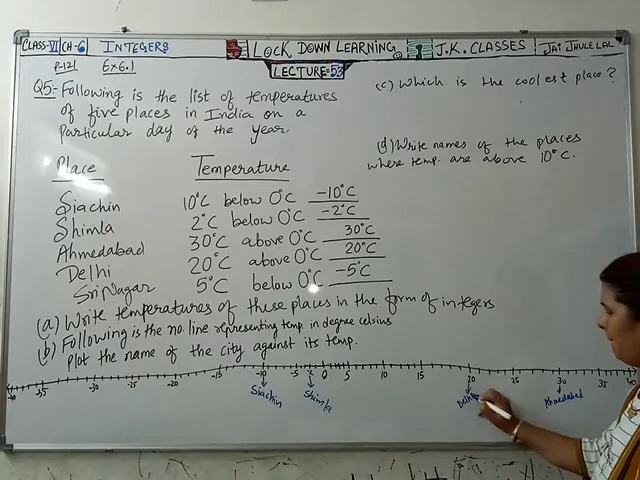 CLASS-VI CH-6 INTEGERS LOCK DOWN LEARNING J.K. CLASSES JAI JHULE LAL
P-121 Ex 6.1 LECTURE:53
Q5:- Following is the list of temperatures
of five places in India on a
particular day of the year.
Place Temperature
Siachin 10°C below 0°C -10°C
Shimla 2°C below 0°C -2°C
Ahmedabad 30°C above 0°C 30°C
Delhi 20°C above 0°C 20°C
Sri Nagar 5°C below 0°C -5°C
(a) Write temperatures of these places in the form of integers
(b) Following is the no. line representing temp. in degree celsius
Plot the name of the city against its temp.
(c) Which is the coolest place?
(d) Write names of the places
where temp. are above 10°C.
-40 -35 -30 -25 -20 -15 -10 -5 0 5 10 15 20 25 30 35 40
Siachin Shimla Delhi Ahmedabad